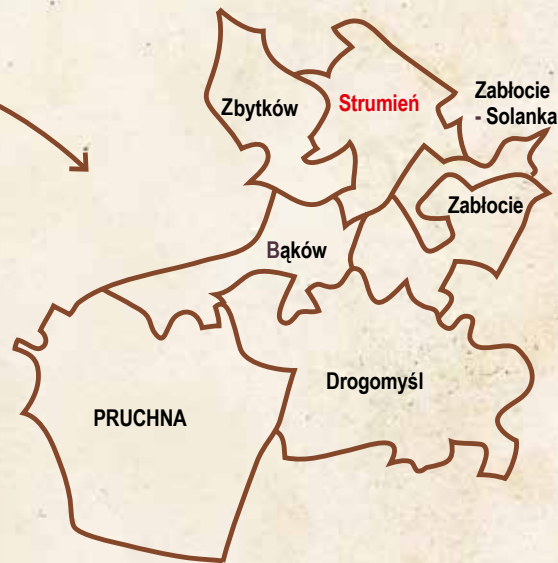 Zbytków
Strumień
Zabłocie
- Solanka
Zabłocie
Bąków
Drogomyśl
PRUCHNA